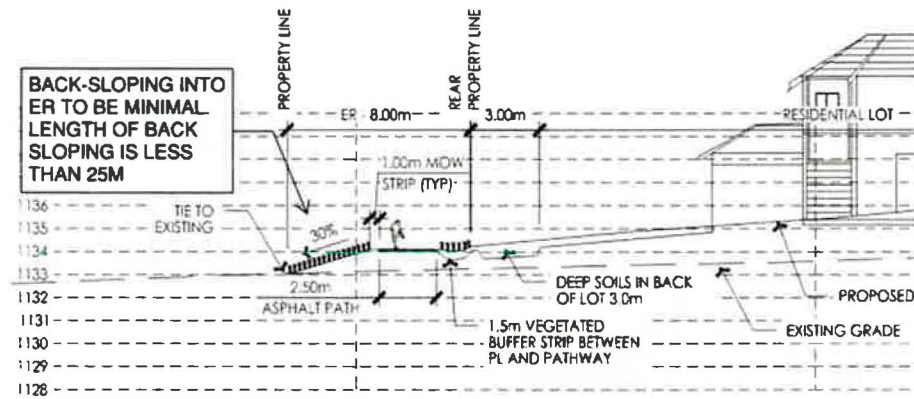 PROPERTY LINE
REAR
PROPERTY LINE
BACK-SLOPING INTO
ER TO BE MINIMAL
LENGTH OF BACK
SLOPING IS LESS
THAN 25M
ER
8.00m
3.00m
RESIDENTIAL LOT
1.00m MOW
STRIP (TYP)
TIE TO
EXISTING
30%
2.50m
ASPHALT PATH
DEEP SOILS IN BACK
OF LOT 3.0m
PROPOSED
1.5m VEGETATED
BUFFER STRIP BETWEEN
PL AND PATHWAY
EXISTING GRADE
1136
1135
1134
1133
1132
1131
1130
1129
1128